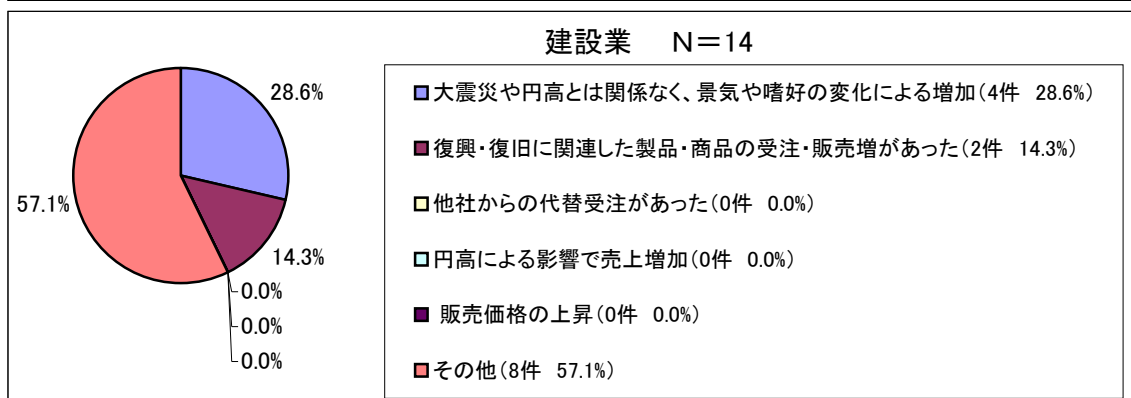 建設業　N=14
28.6%
14.3%
0.0%
0.0%
0.0%
57.1%
大震災や円高とは関係なく、景気や嗜好の変化による増加(4件 28.6%)
復興・復旧に関連した製品・商品の受注・販売増があった(2件 14.3%)
他社からの代替受注があった(0件 0.0%)
円高による影響で売上増加(0件 0.0%)
販売価格の上昇(0件 0.0%)
その他(8件 57.1%)